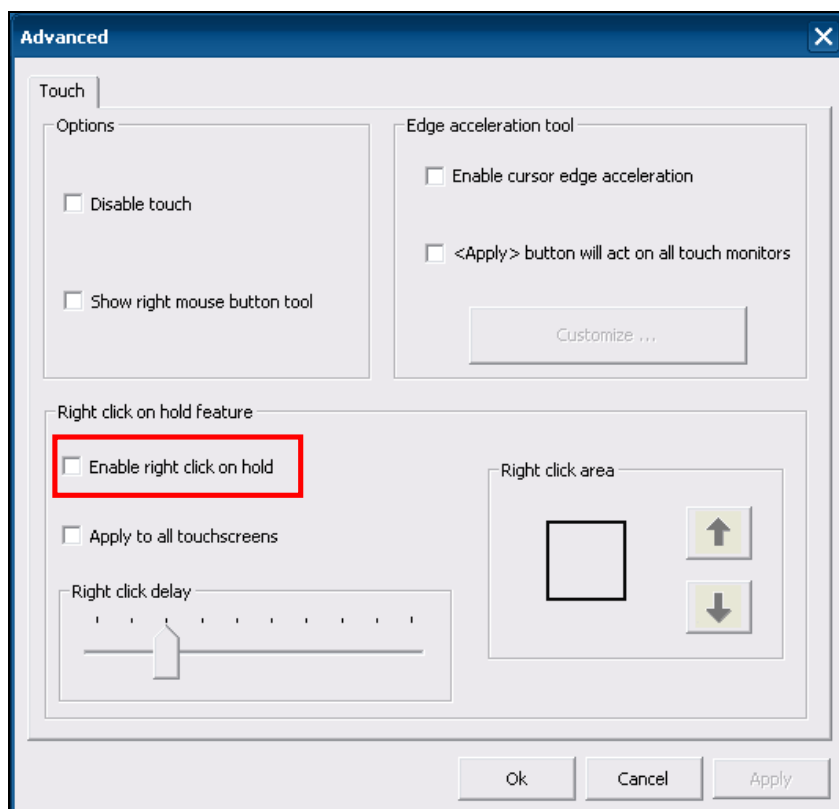 Advanced
Touch
Options
Disable touch
Show right mouse button tool
Edge acceleration tool
Enable cursor edge acceleration
<Apply> button will act on all touch monitors
Customize ...
Right click on hold feature
Enable right click on hold
Apply to all touchscreens
Right click delay
Right click area
Ok
Cancel
Apply